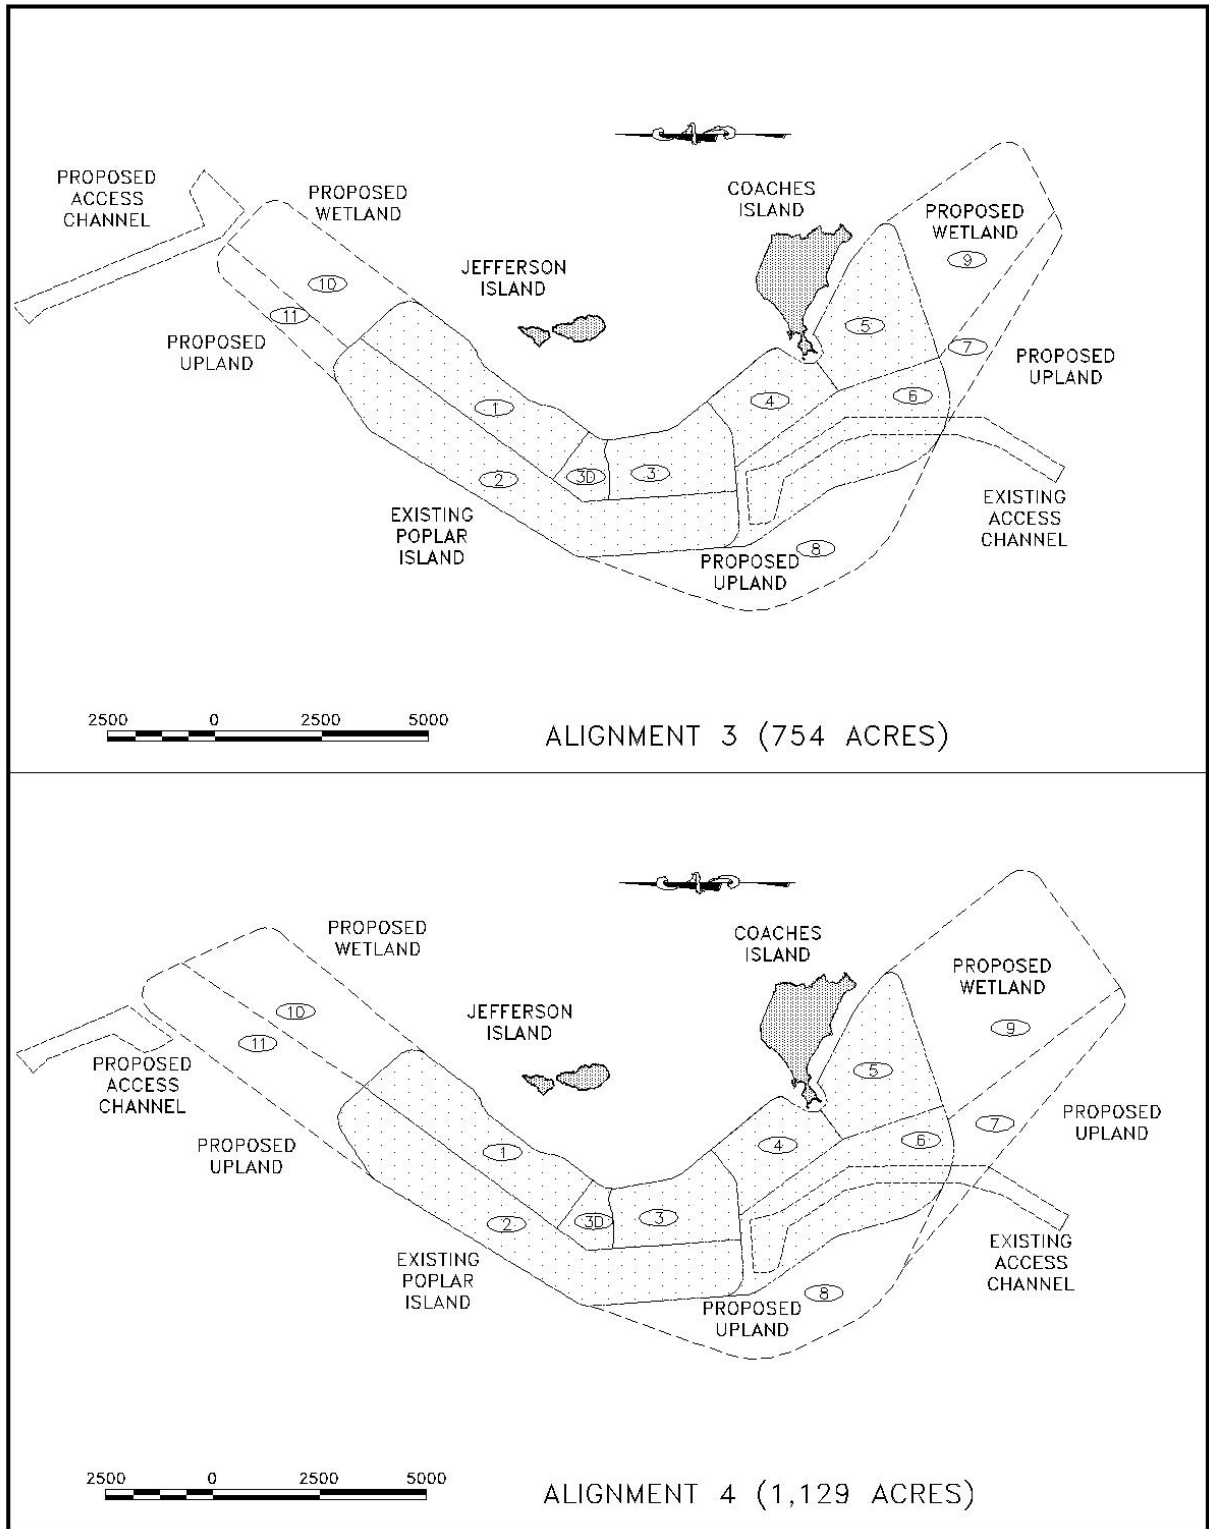 PROPOSED
ACCESS
CHANNEL
PROPOSED
WETLAND
COACHES
ISLAND
PROPOSED
WETLAND
9
JEFFERSON
ISLAND
10
11
PROPOSED
UPLAND
5
7
PROPOSED
UPLAND
1
4
6
2
3D
3
EXISTING
POPLAR
ISLAND
EXISTING
ACCESS
CHANNEL
8
PROPOSED
UPLAND
2500 0 2500 5000
ALIGNMENT 3 (754 ACRES)
PROPOSED
WETLAND
COACHES
ISLAND
PROPOSED
WETLAND
9
JEFFERSON
ISLAND
10
11
PROPOSED
ACCESS
CHANNEL
PROPOSED
UPLAND
5
7
PROPOSED
UPLAND
1
4
6
2
3D
3
EXISTING
POPLAR
ISLAND
EXISTING
ACCESS
CHANNEL
8
PROPOSED
UPLAND
2500 0 2500 5000
ALIGNMENT 4 (1,129 ACRES)